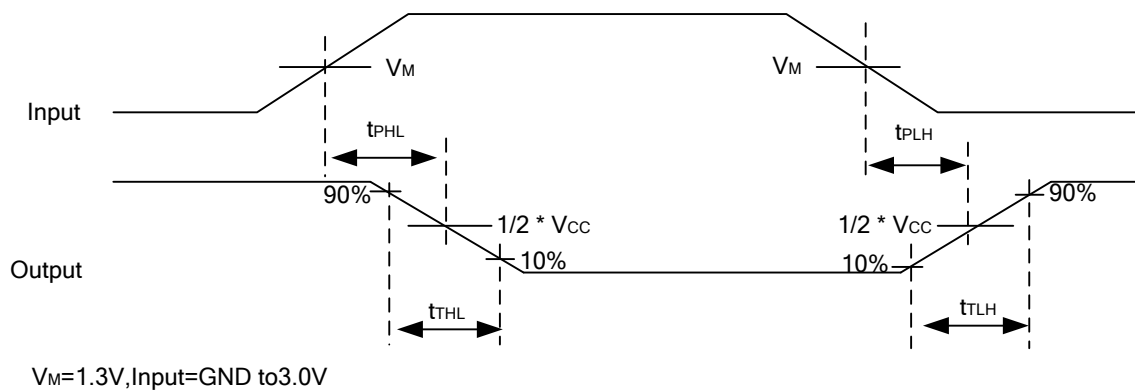 VM VM
Input
tPHL tPLH
90% 90%
1/2 * VCC 1/2 * VCC
Output 10% 10%
tTHL tTLH
VM=1.3V,Input=GND to3.0V